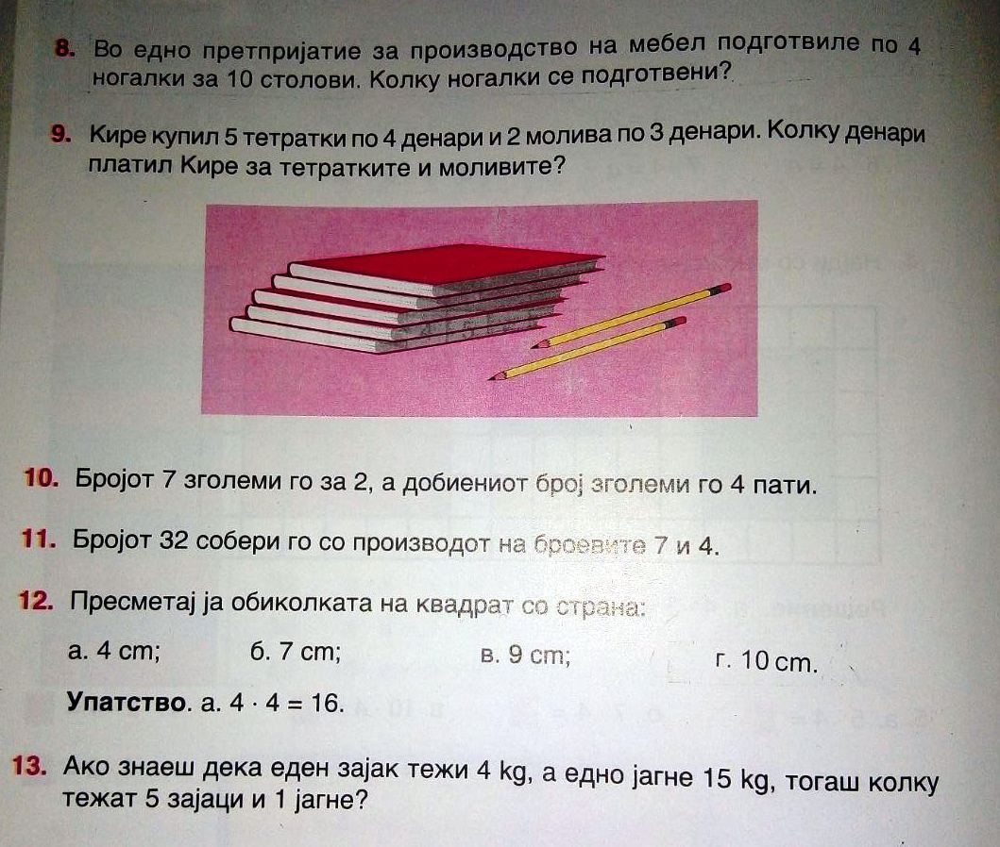 8. Во едно претпријатие за производство на мебел подготвиле по 4
ногалки за 10 столови. Колку ногалки се подготвени?
9. Кире купил 5 тетратки по 4 денари и 2 молива по 3 денари. Колку денари
платил Кире за тетратките и моливите?
10. Бројот 7 зголеми го за 2, а добиениот број зголеми го 4 пати.
11. Бројот 32 собери го со производот на броевите 7 и 4.
12. Пресметај ја обиколката на квадрат со страна:
а. 4 cm; б. 7 cm; в. 9 cm; г. 10 cm.
Упатство. а. 4 · 4 = 16.
13. Ако знаеш дека еден зајак тежи 4 kg, а едно јагне 15 kg, тогаш колку
тежат 5 зајаци и 1 јагне?